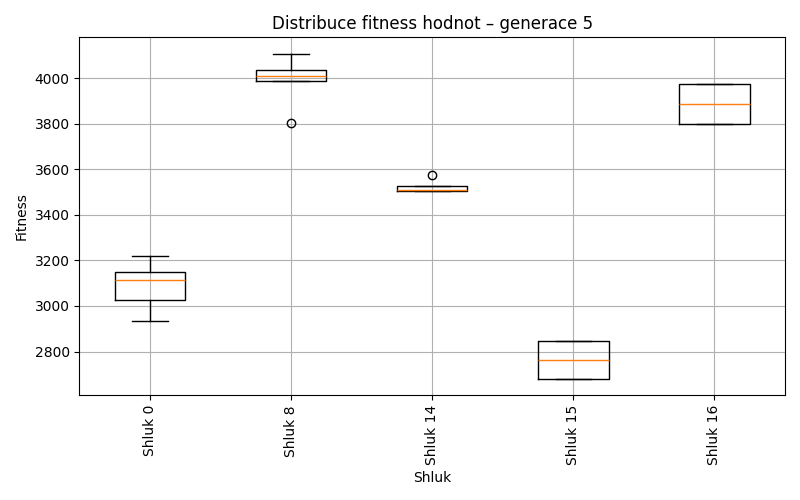 Distribuce fitness hodnot – generace 5
Fitness
4000
3800
3600
3400
3200
3000
2800
Shluk 0
Shluk 8
Shluk 14
Shluk 15
Shluk 16
Shluk